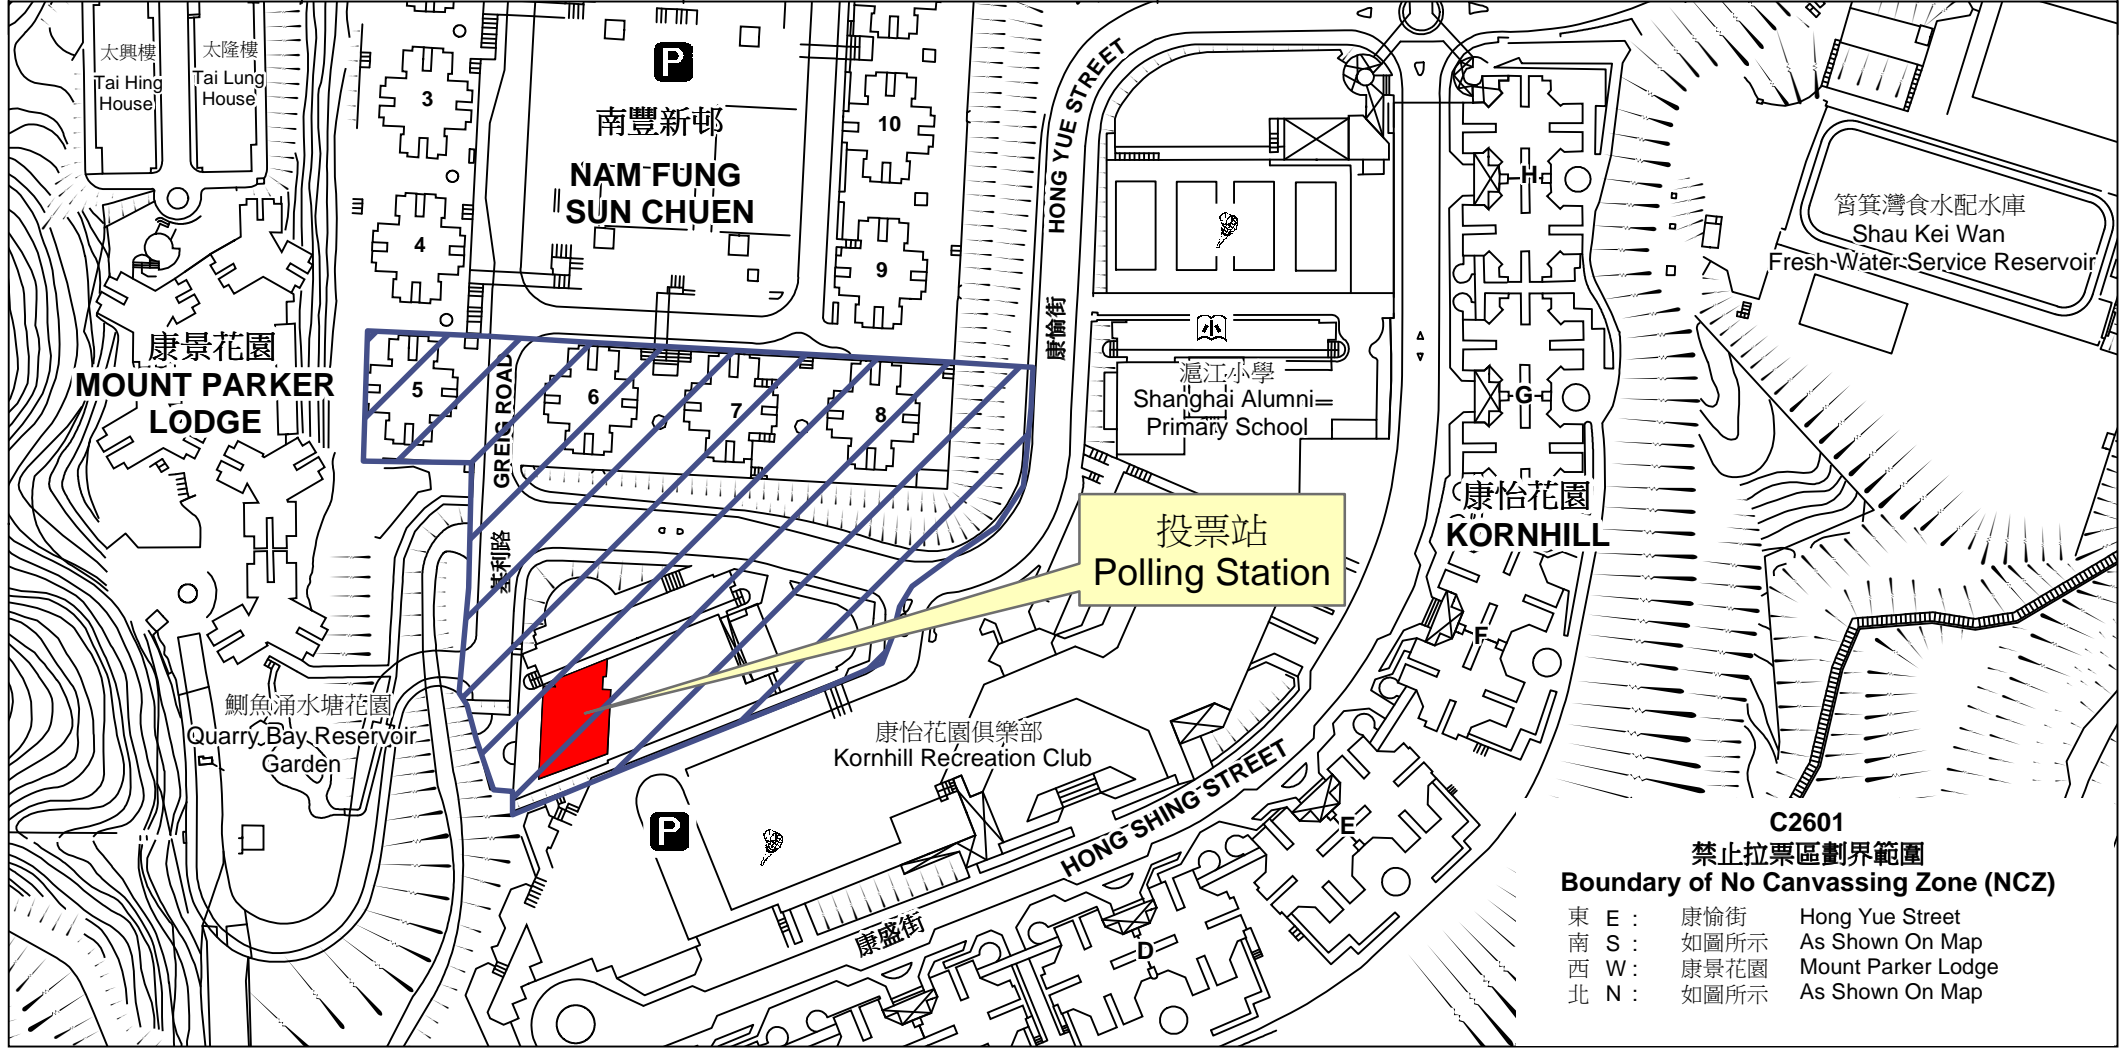 太興樓
Tai Hing
House
太隆樓
Tai Lung
House
3
P
南豐新邨
NAM FUNG
SUN CHUEN
10
4
9
HONG YUE STREET
康愉街
H
筲箕灣食水配水庫
Shau Kei Wan
Fresh Water Service Reservoir
康景花園
MOUNT PARKER
LODGE
5
GREIG ROAD
基利路
6
7
8
小
滬江小學
Shanghai Alumni
Primary School
G
康怡花園
KORNHILL
投票站
Polling Station
F
鰂魚涌水塘花園
Quarry Bay Reservoir
Garden
康怡花園俱樂部
Kornhill Recreation Club
P
HONG SHING STREET
康盛街
E
D
C2601
禁止拉票區劃界範圍
Boundary of No Canvassing Zone (NCZ)
東 E : 康愉街 Hong Yue Street
南 S : 如圖所示 As Shown On Map
西 W : 康景花園 Mount Parker Lodge
北 N : 如圖所示 As Shown On Map